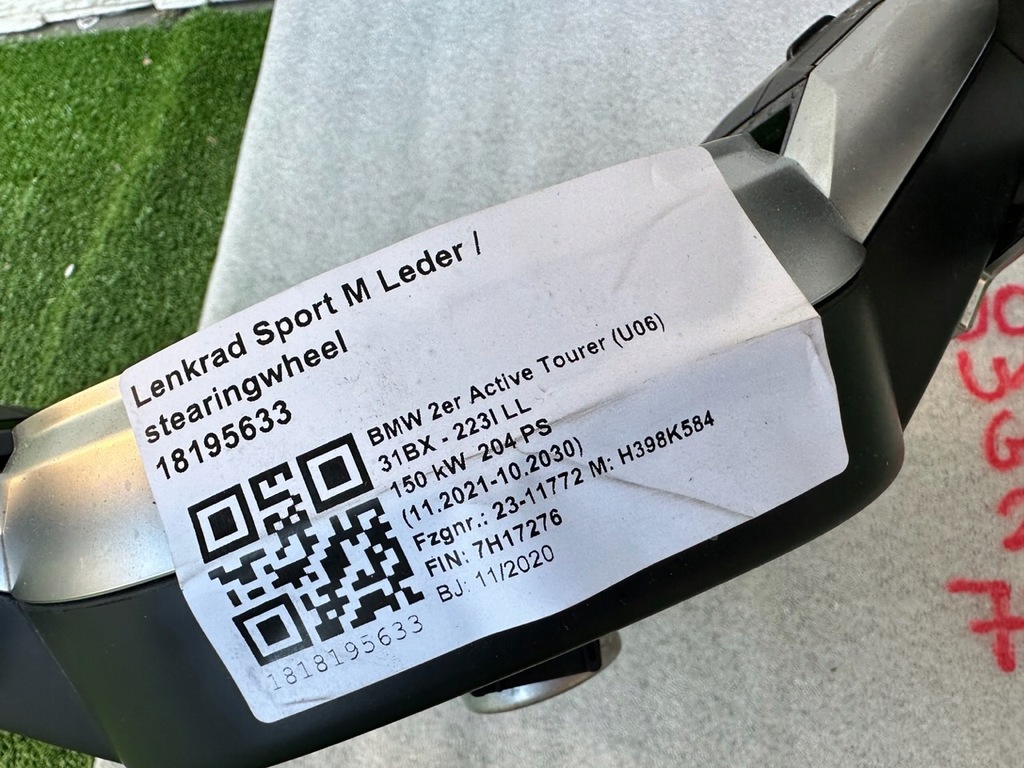 Lenkrad Sport M Leder /
stearingwheel
18195633
BMW 2er Active Tourer (U06)
31BX - 223I LL
150 kW 204 PS
(11.2021-10.2030)
Fzgnr.: 23-11772 M: H398K584
FIN: 7H17276
BJ: 11/2020
1818195633